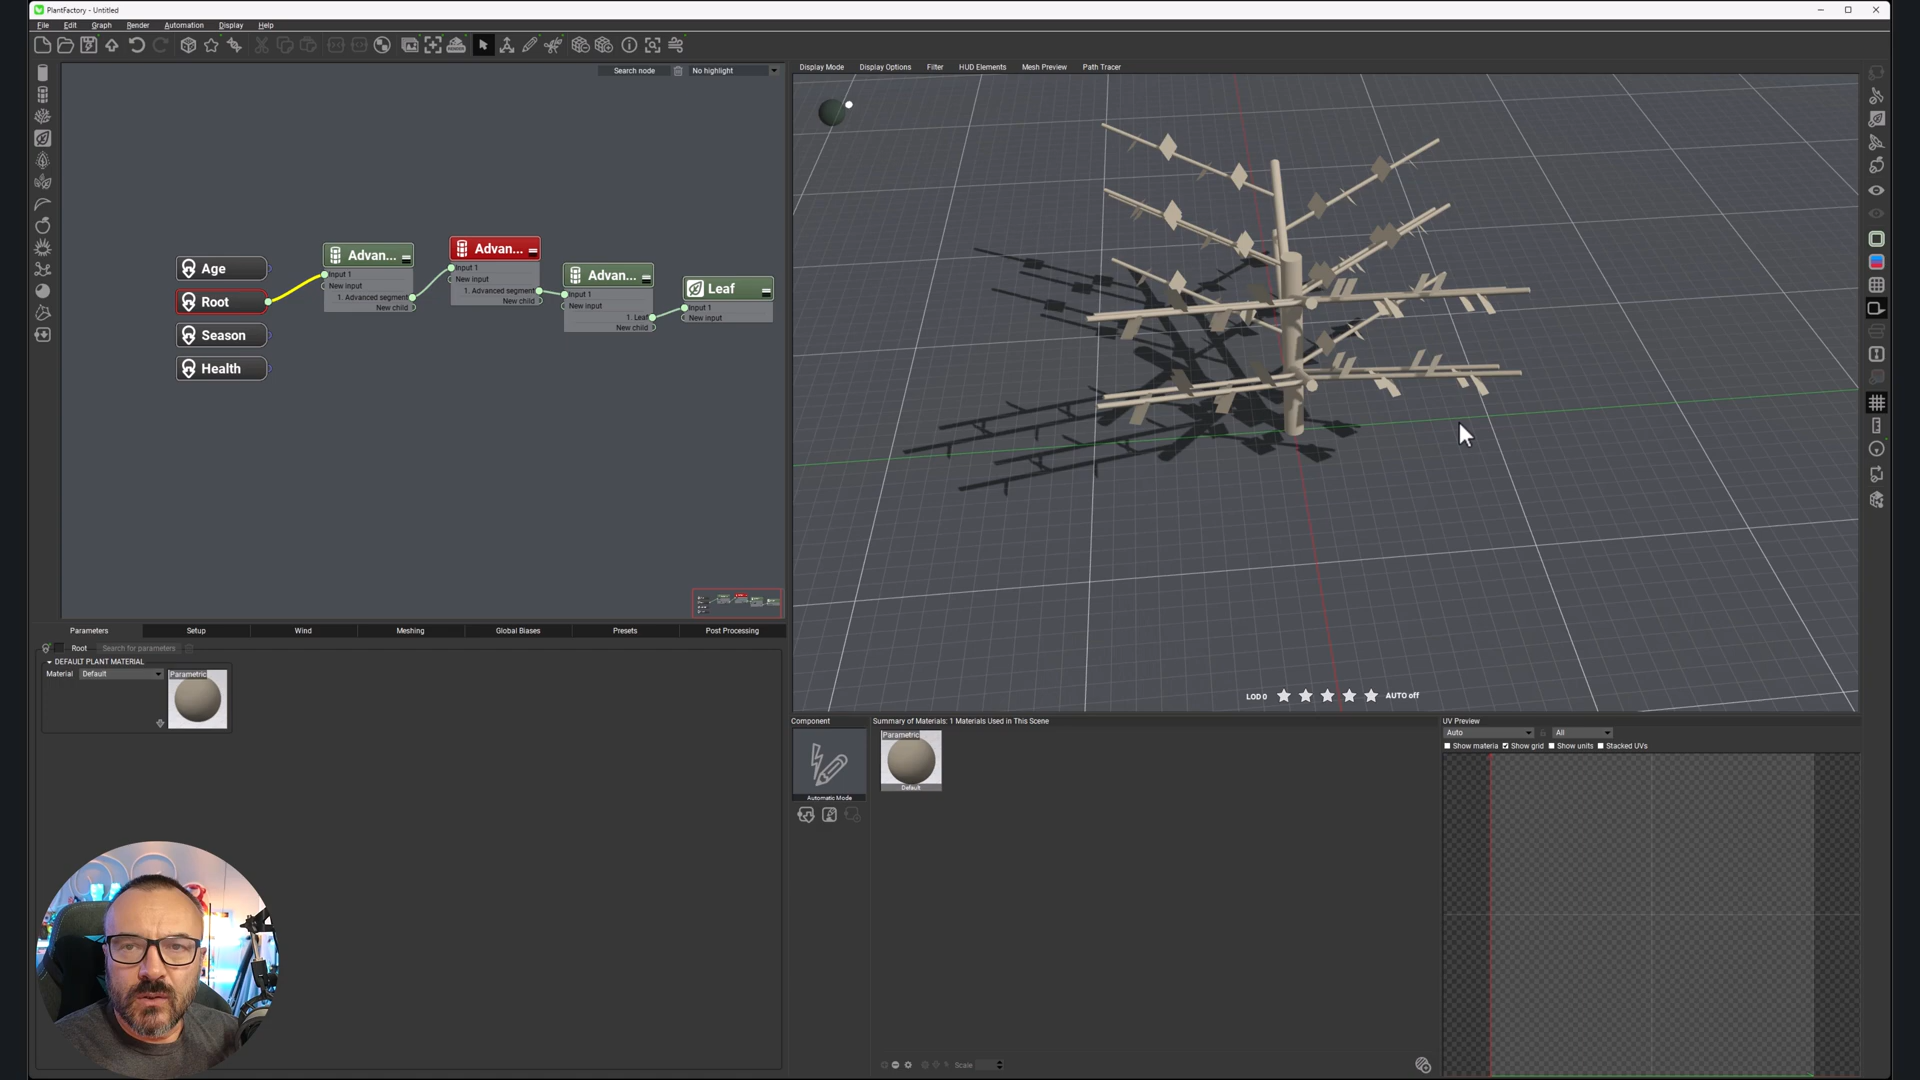 PlantFactory - Untitled
File Edit Graph Render Automation Display Help
Search node No highlight
Display Mode Display Options Filter HUD Elements Mesh Preview Path Tracer
Age
Root
Season
Health
Advan...
Input 1
New input
1. Advanced segment
New child
Advan...
Input 1
New input
1. Advanced segment
New child
Advan...
Input 1
New input
1. Leaf
New child
Leaf
Input 1
New input
LOD 0 AUTO off
Parameters Setup Wind Meshing Global Biases Presets Post Processing
Root Search for parameters
DEFAULT PLANT MATERIAL
Material Default
Parametric
Component
Automatic Mode
Summary of Materials: 1 Materials Used in This Scene
Parametric
Default
Scale
UV Preview
Auto All
Show materia Show grid Show units Stacked UVs